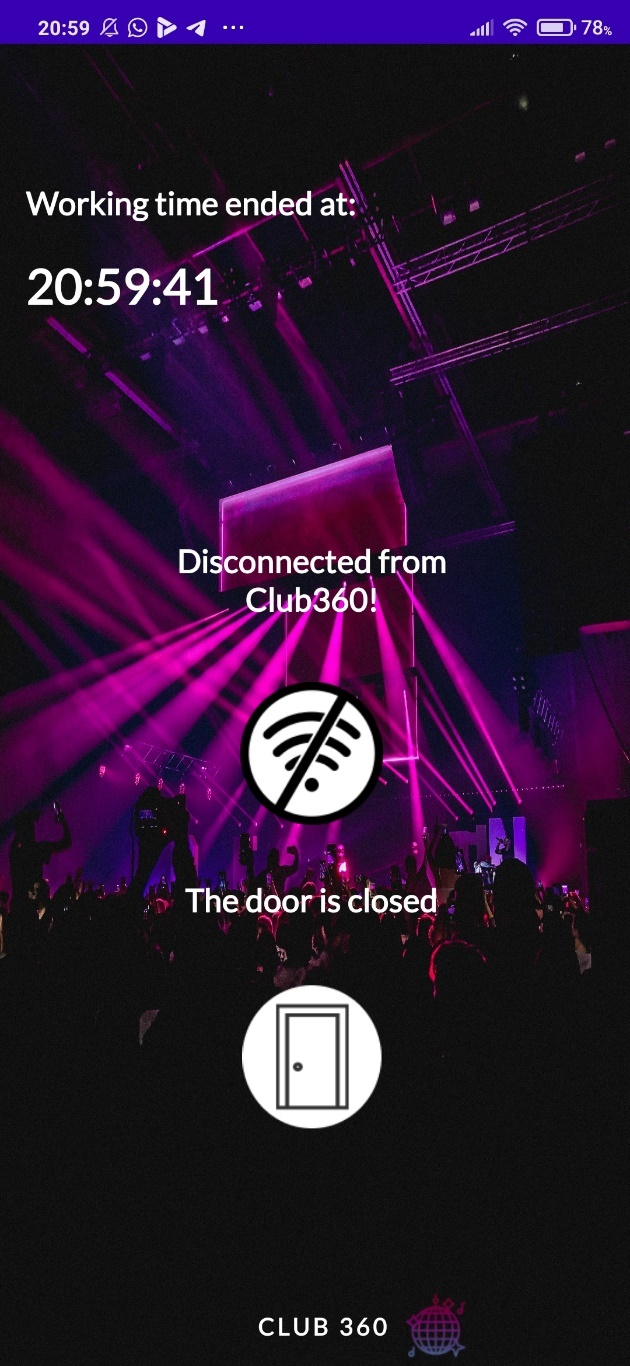 20:59 78%
Working time ended at:
20:59:41
Disconnected from
Club360!
The door is closed
CLUB 360